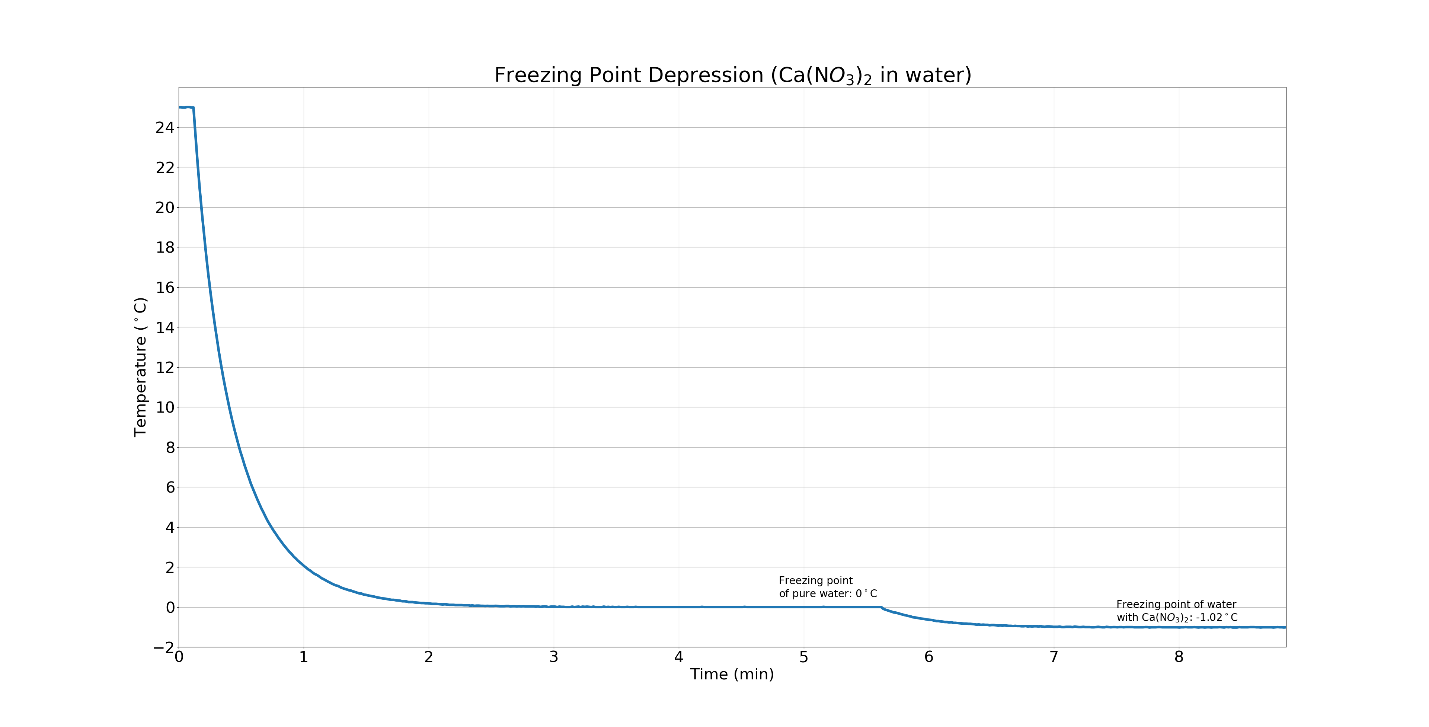 Freezing Point Depression (Ca(NO₃)₂ in water)
24
22
20
18
16
14
12
10
8
6
4
2
0
−2
Temperature (°C)
Freezing point
of pure water: 0°C
Freezing point of water
with Ca(NO₃)₂: -1.02°C
0 1 2 3 4 5 6 7 8
Time (min)